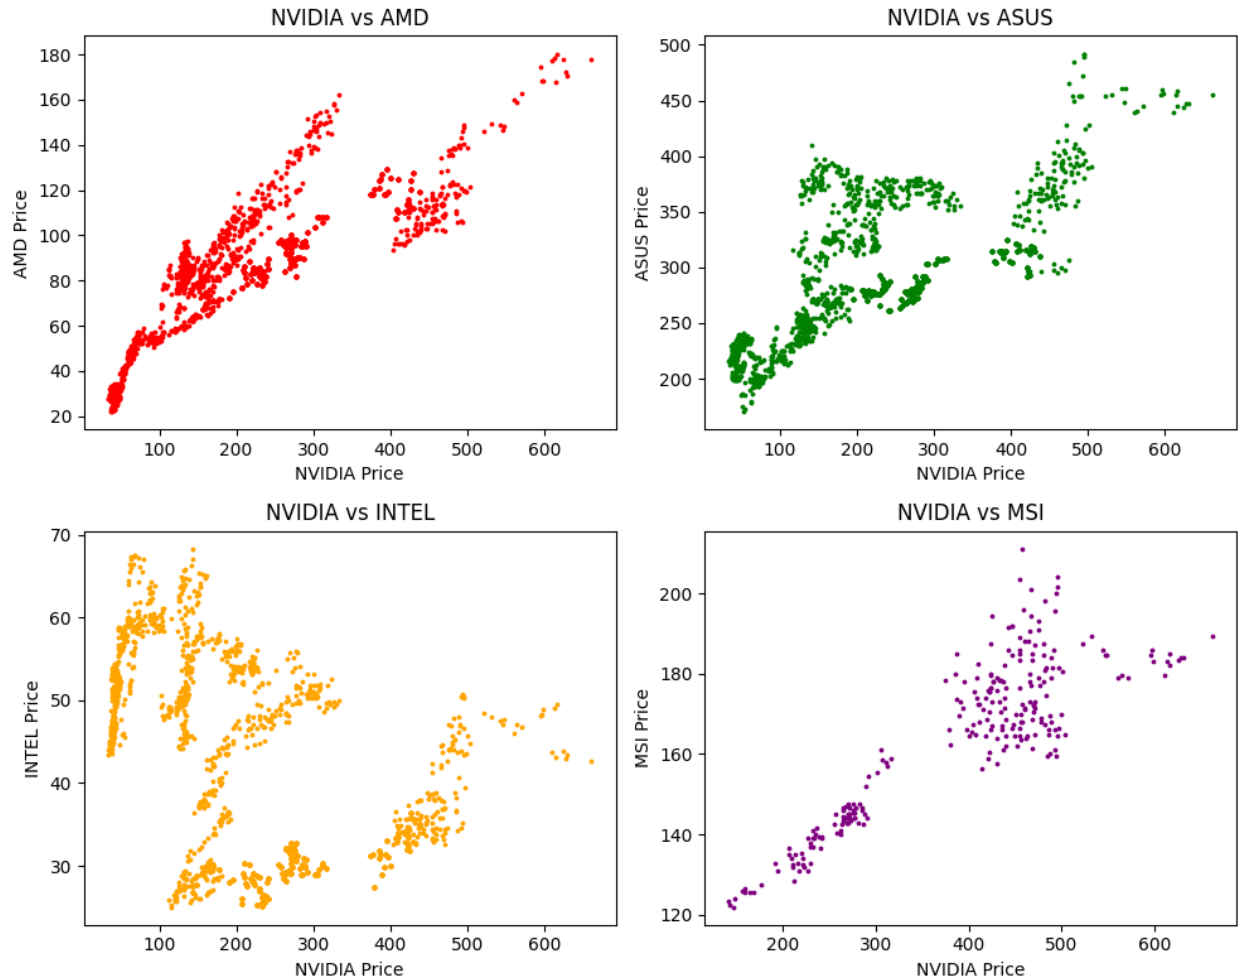 NVIDIA vs AMD
AMD Price
180
160
140
120
100
80
60
40
20
100 200 300 400 500 600
NVIDIA Price
NVIDIA vs ASUS
ASUS Price
500
450
400
350
300
250
200
100 200 300 400 500 600
NVIDIA Price
NVIDIA vs INTEL
INTEL Price
70
60
50
40
30
100 200 300 400 500 600
NVIDIA Price
NVIDIA vs MSI
MSI Price
200
180
160
140
120
200 300 400 500 600
NVIDIA Price